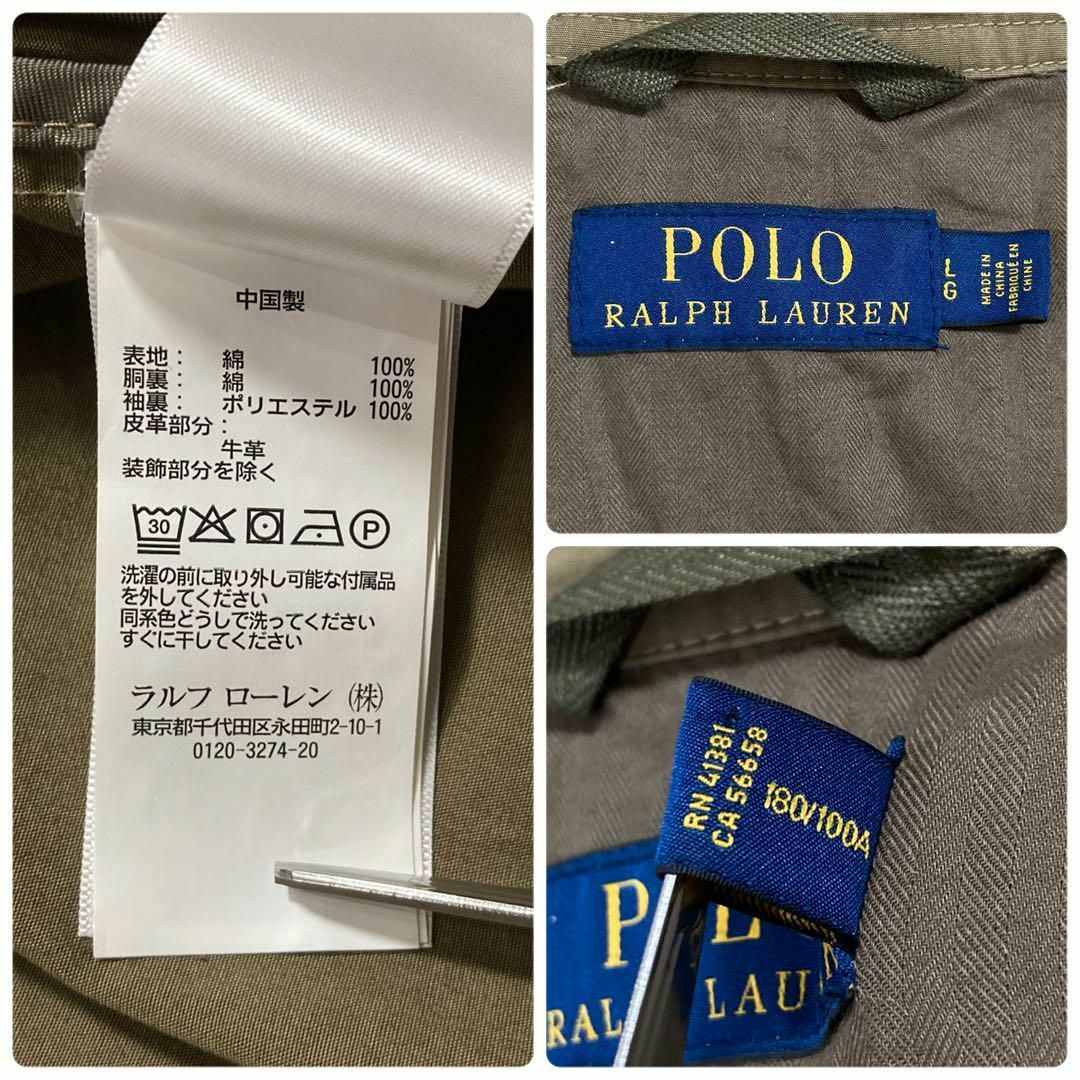 中国製
表地： 綿 100%
胴裏： 綿 100%
袖裏： ポリエステル 100%
皮革部分：
牛革
装飾部分を除く
30 P
洗濯の前に取り外し可能な付属品
を外してください
同系色どうしで洗ってください
すぐに干してください
ラルフ ローレン（株）
東京都千代田区永田町2-10-1
0120-3274-20
POLO
RALPH LAUREN
L
G
MADE IN
CHINA
FABRIQUÉ EN
CHINE
RN 41381
CA 56658
180/100A
POL
RAL LAU